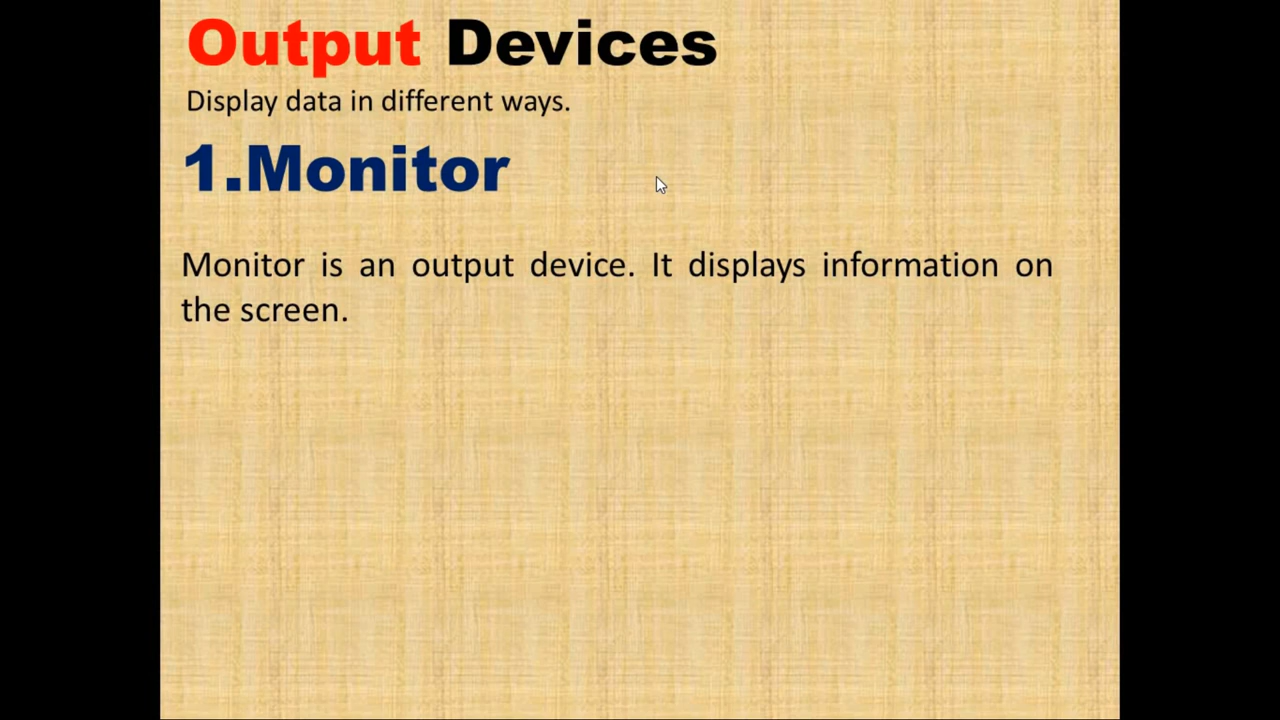 Output Devices
Display data in different ways.
1.Monitor
Monitor is an output device. It displays information on
the screen.